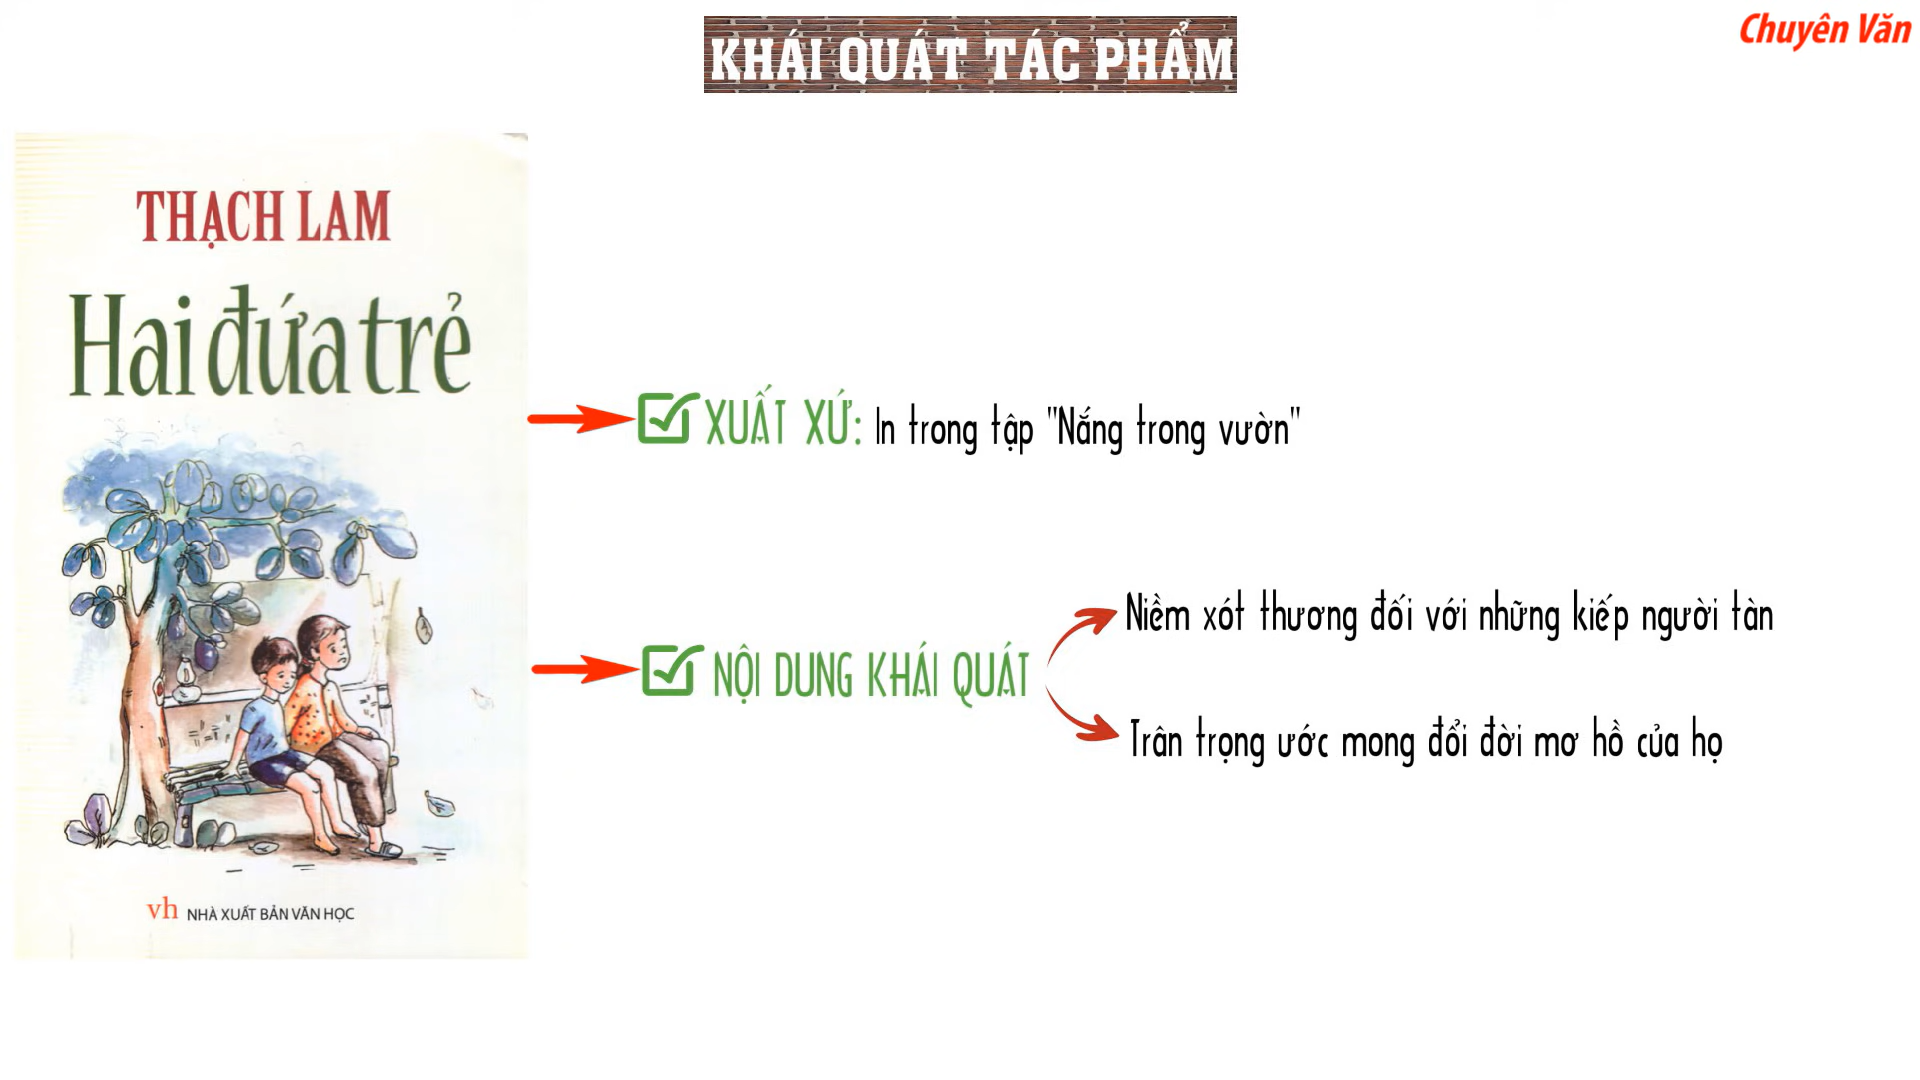 KHÁI QUÁT TÁC PHẨM
Chuyên Văn
THẠCH LAM
Hai đứa trẻ
vh NHÀ XUẤT BẢN VĂN HỌC
XUẤT XỨ: In trong tập "Nắng trong vườn"
NỘI DUNG KHÁI QUÁT
Niềm xót thương đối với những kiếp người tàn
Trân trọng ước mong đổi đời mơ hồ của họ